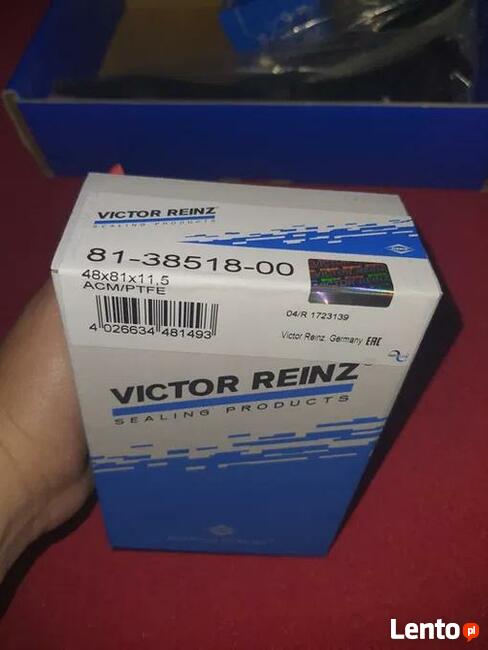 VICTOR REINZ
SEALING PRODUCTS
81-38518-00
48x81x11,5
ACM/PTFE
4 026634 481493
04/R 1723139
Victor Reinz, Germany EAC
VICTOR REINZ
SEALING PRODUCTS
Lento.pl